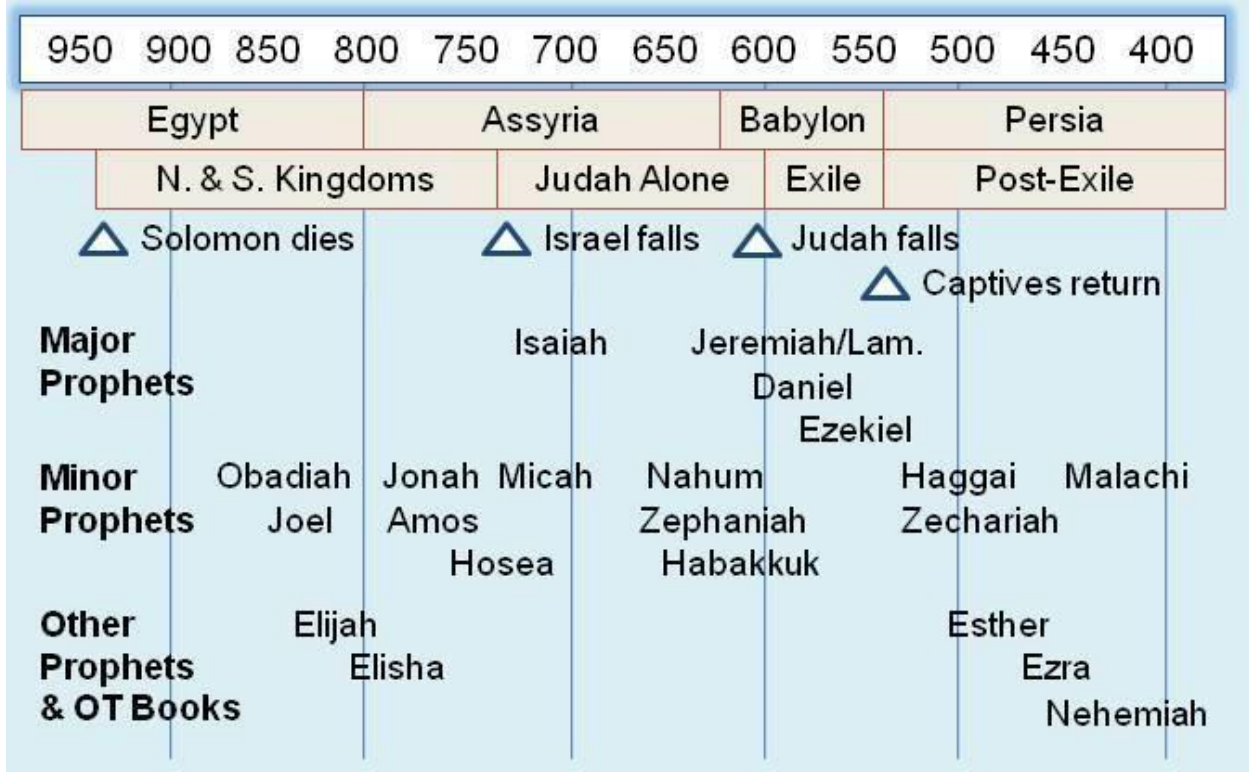 950 900 850 800 750 700 650 600 550 500 450 400
Egypt Assyria Babylon Persia
N. & S. Kingdoms Judah Alone Exile Post-Exile
Solomon dies Israel falls Judah falls
Captives return
Major Isaiah Jeremiah/Lam.
Prophets Daniel
Ezekiel
Minor Obadiah Jonah Micah Nahum Haggai Malachi
Prophets Joel Amos Zephaniah Zechariah
Hosea Habakkuk
Other Elijah Esther
Prophets Elisha Ezra
& OT Books Nehemiah